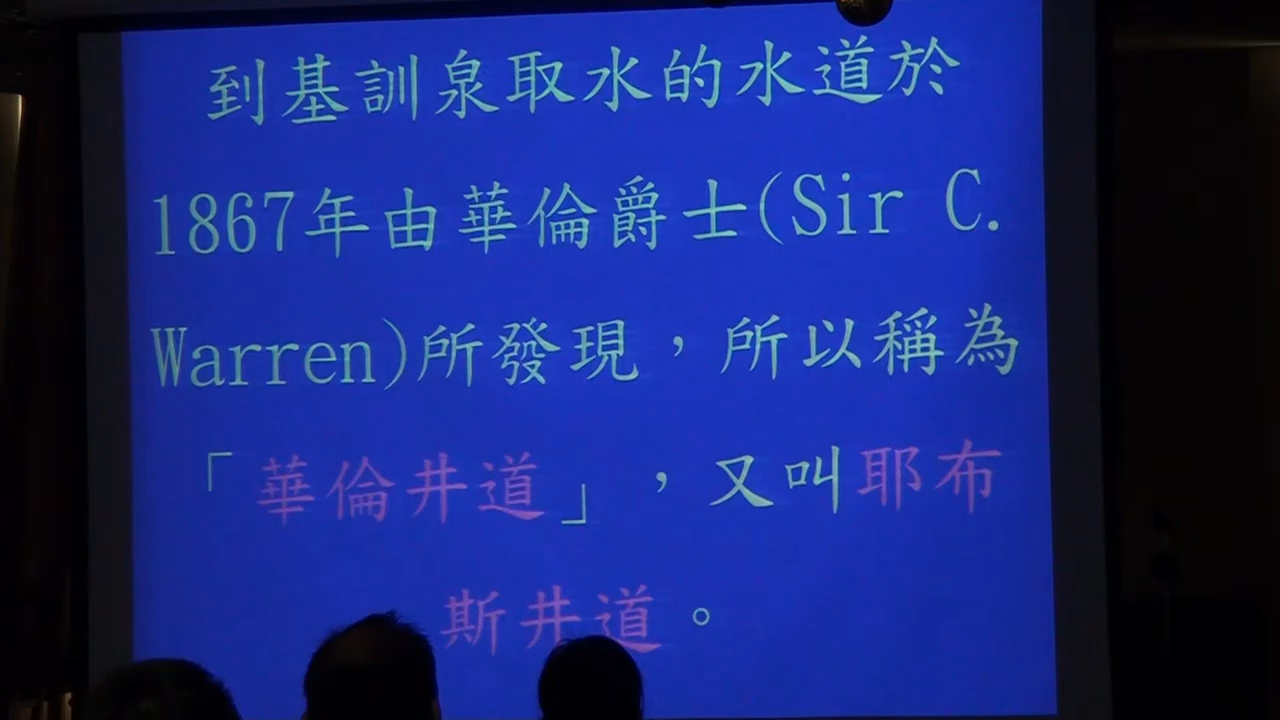 到基訓泉取水的水道於
1867年由華倫爵士(Sir C.
Warren)所發現，所以稱為
「華倫井道」，又叫耶布
斯井道。